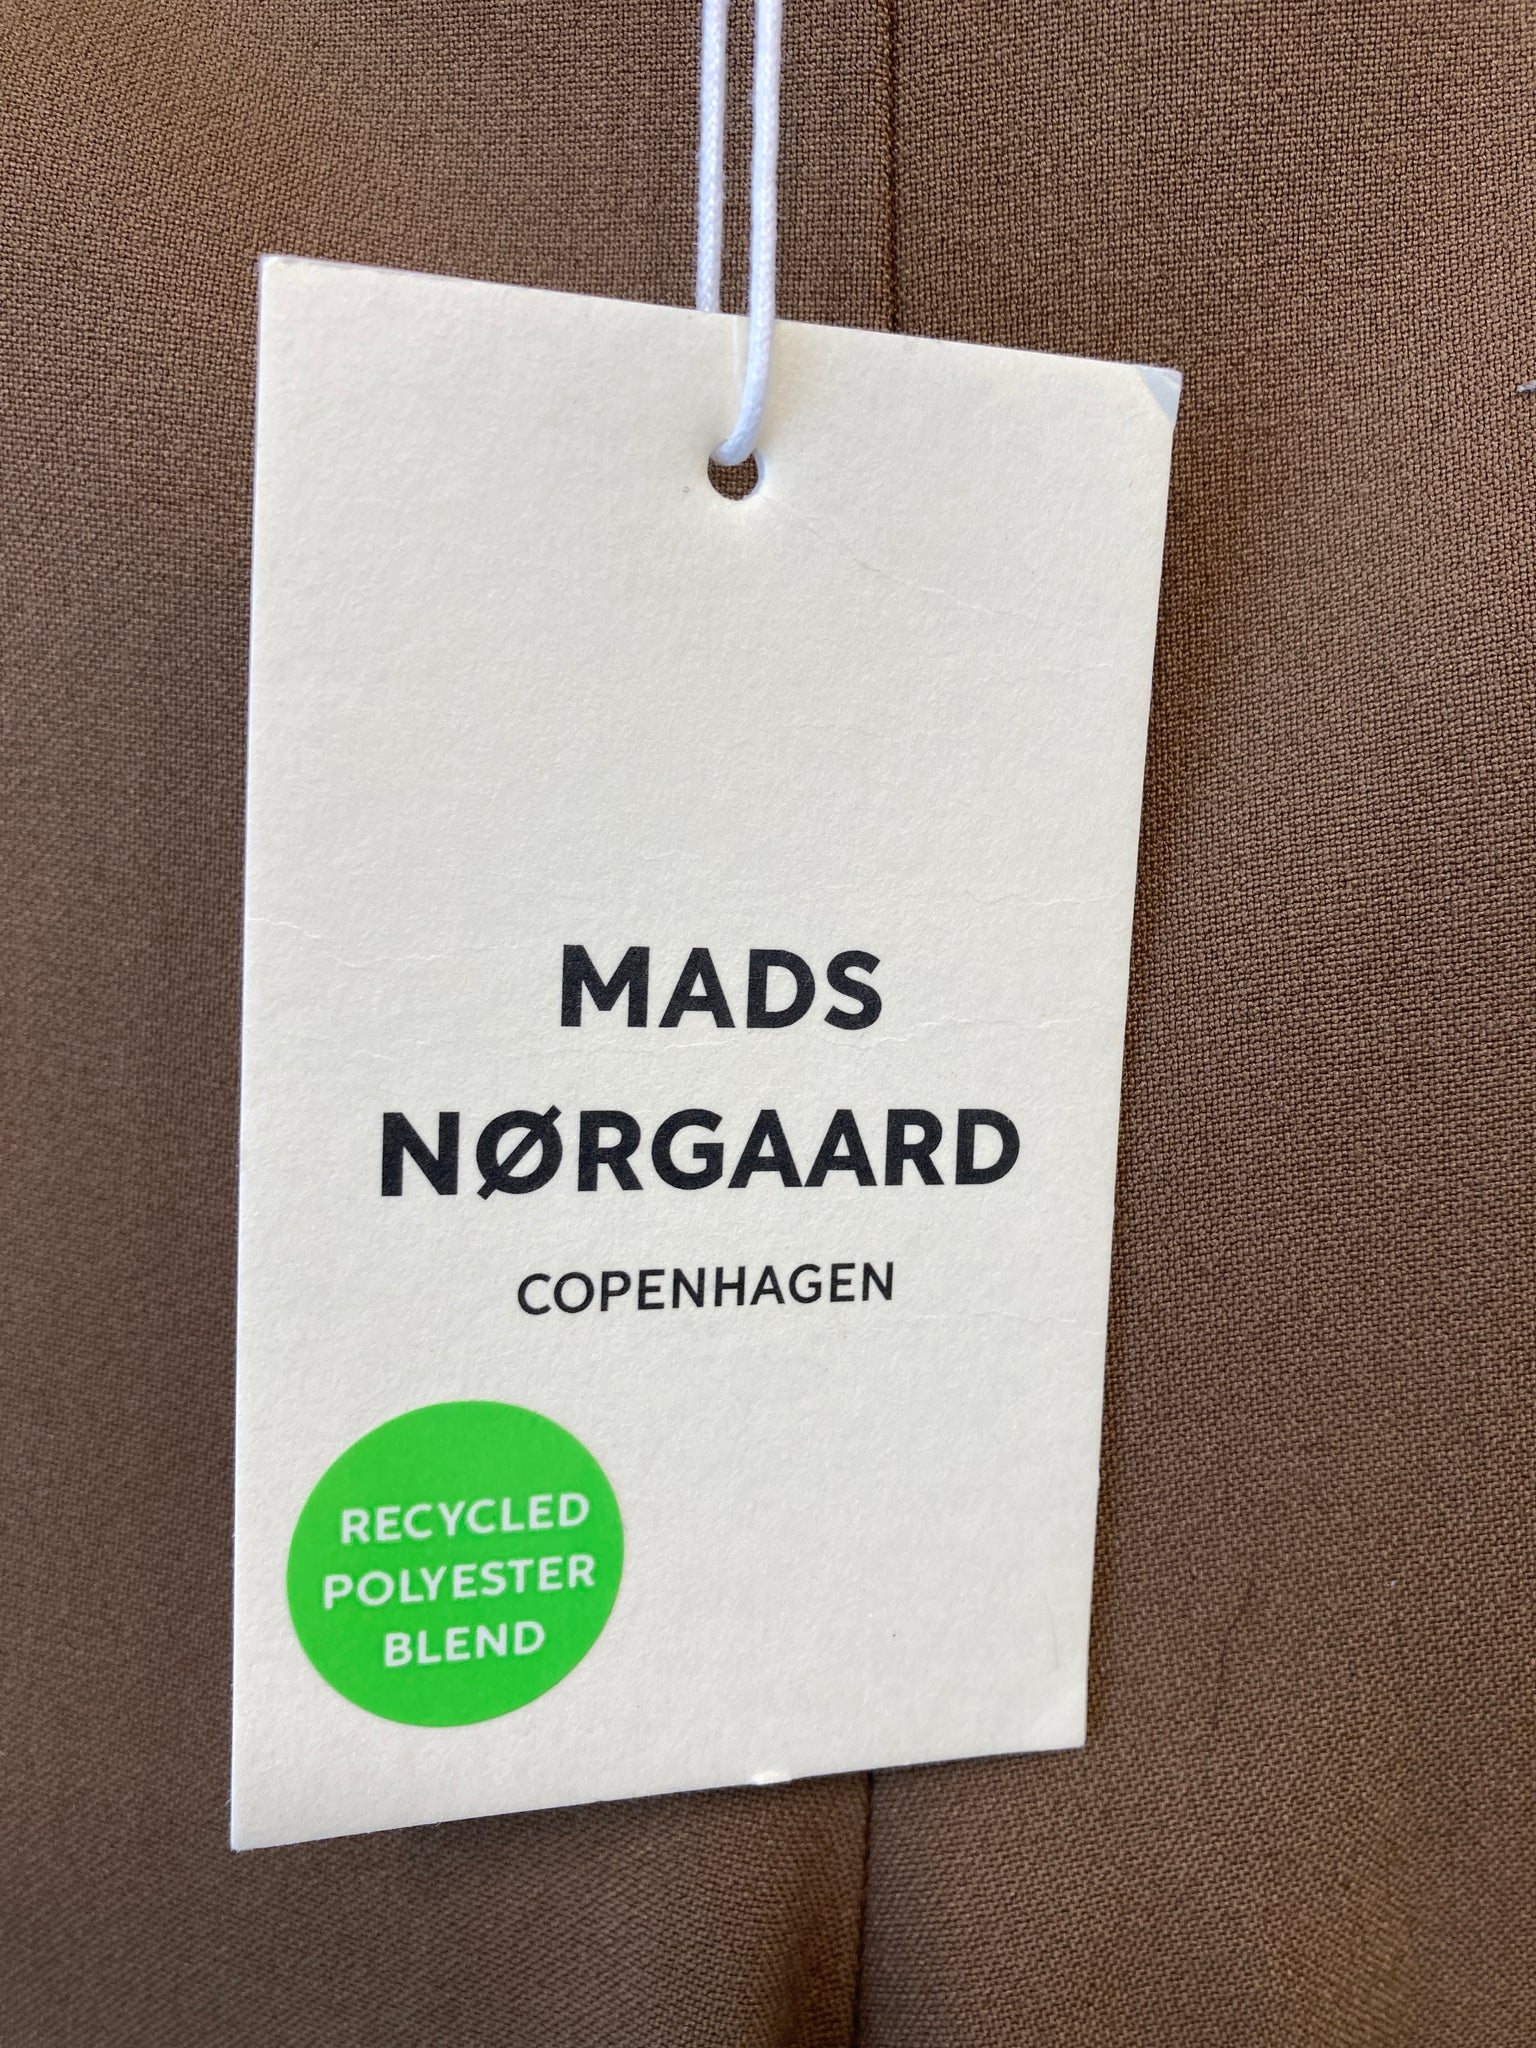 MADS
NØRGAARD
COPENHAGEN
RECYCLED
POLYESTER
BLEND